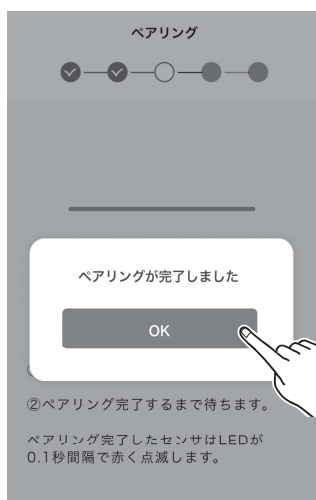 ペアリング
ペアリングが完了しました
OK
②ペアリング完了するまで待ちます。
ペアリング完了したセンサはLEDが
0.1秒間隔で赤く点滅します。